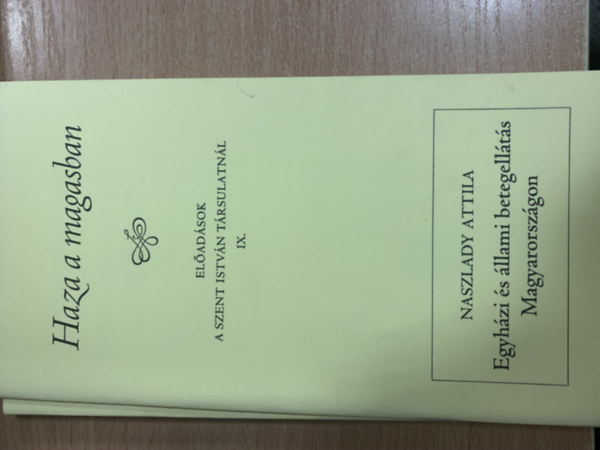 Haza a magasban
ELŐADÁSOK
A SZENT ISTVÁN TÁRSULATNÁL
IX.
NASZLADY ATTILA
Egyházi és állami betegellátás
Magyarországon